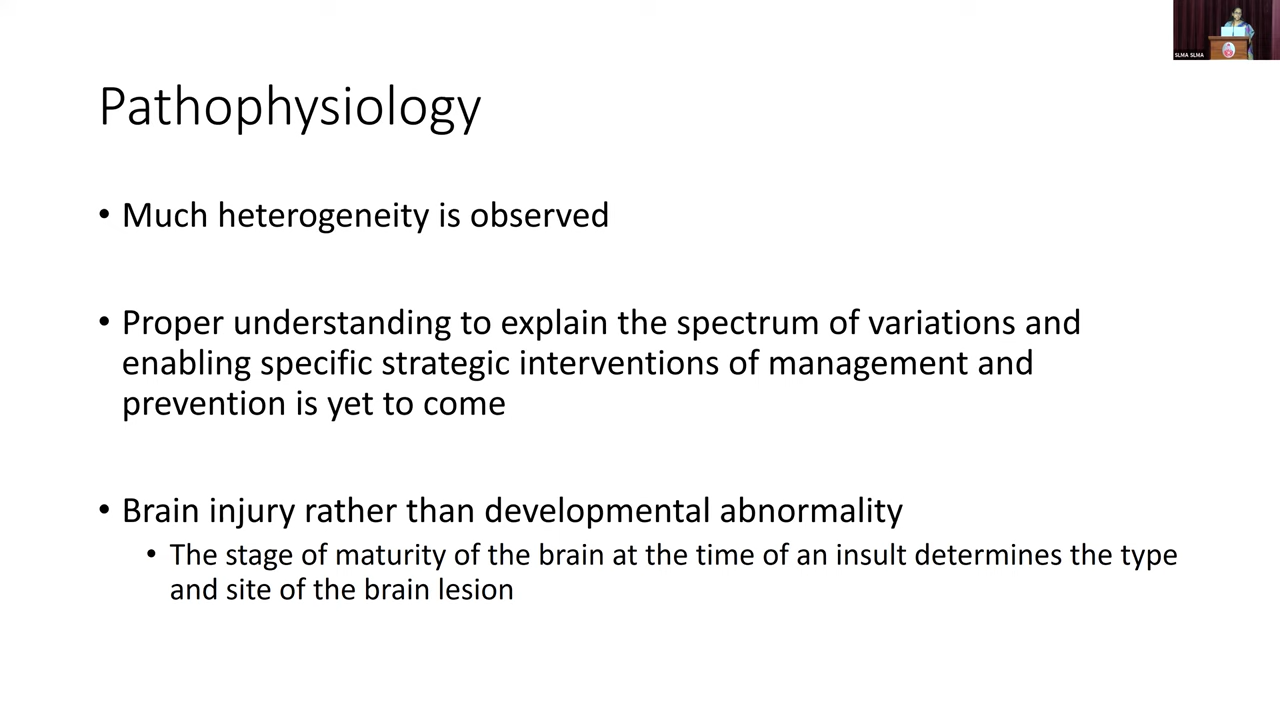 SLMA SLMA
Pathophysiology
• Much heterogeneity is observed
• Proper understanding to explain the spectrum of variations and
enabling specific strategic interventions of management and
prevention is yet to come
• Brain injury rather than developmental abnormality
• The stage of maturity of the brain at the time of an insult determines the type
and site of the brain lesion